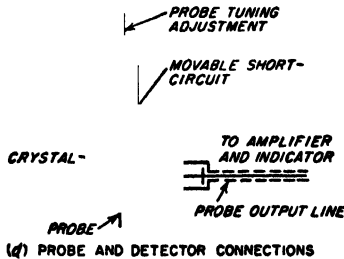 PROBE TUNING
ADJUSTMENT
MOVABLE SHORT-
CIRCUIT
TO AMPLIFIER
AND INDICATOR
CRYSTAL-
PROBE OUTPUT LINE
PROBE
(d) PROBE AND DETECTOR CONNECTIONS